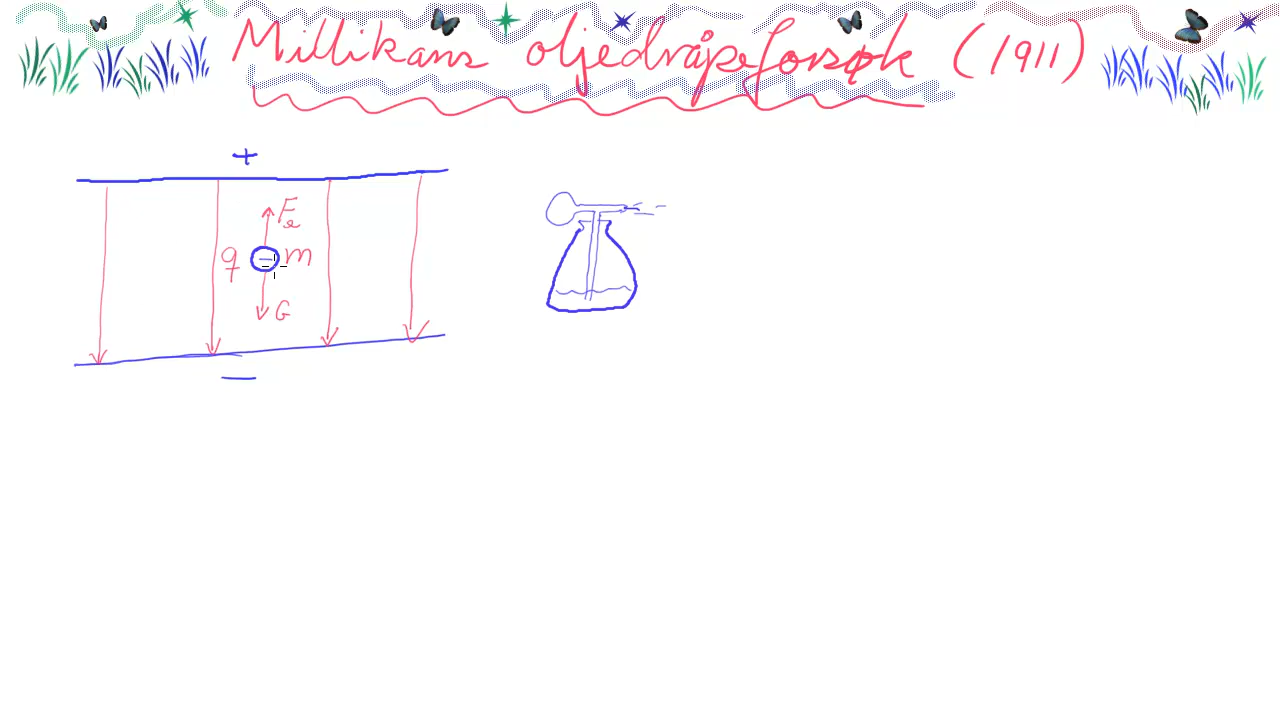 Millikans oljedråpeforsøk (1911)
+
Fe
q - m
G
-